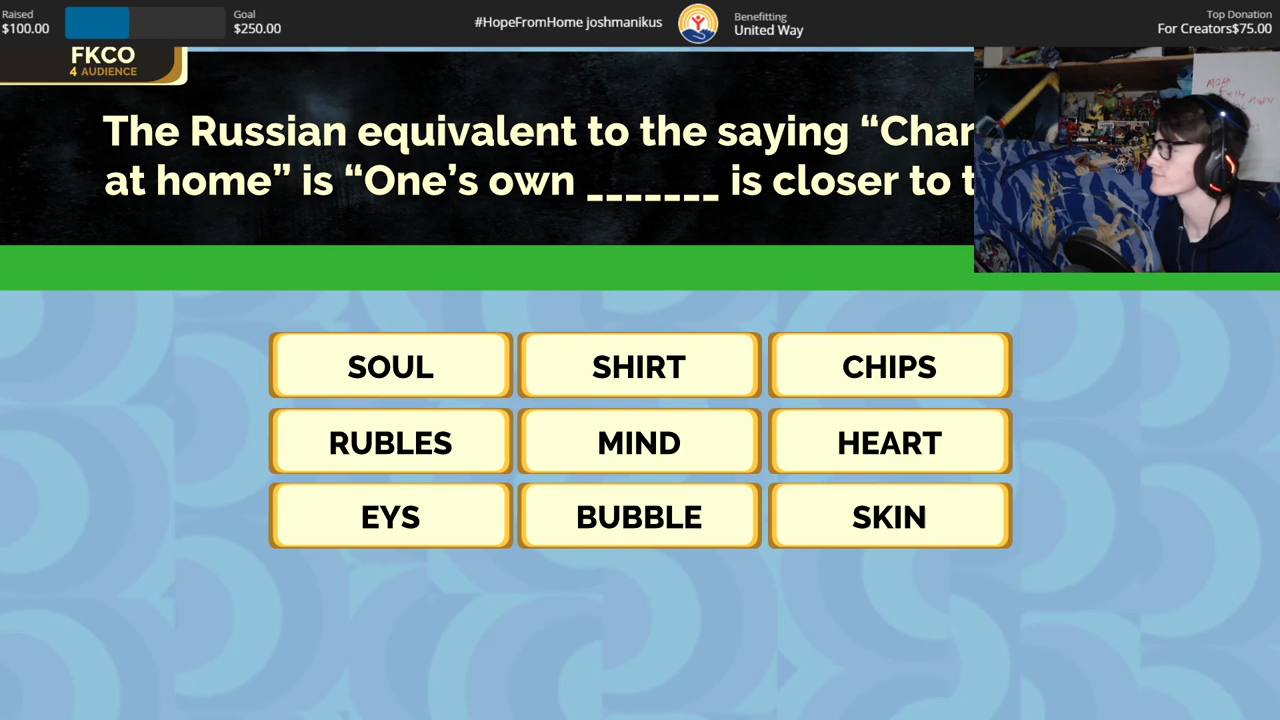 Raised
$100.00
Goal
$250.00
#HopeFromHome joshmanikus
Benefitting
United Way
Top Donation
For Creators$75.00
FKCO
4 AUDIENCE
The Russian equivalent to the saying “Char
at home” is “One’s own _______ is closer to t
SOUL SHIRT CHIPS
RUBLES MIND HEART
EYS BUBBLE SKIN